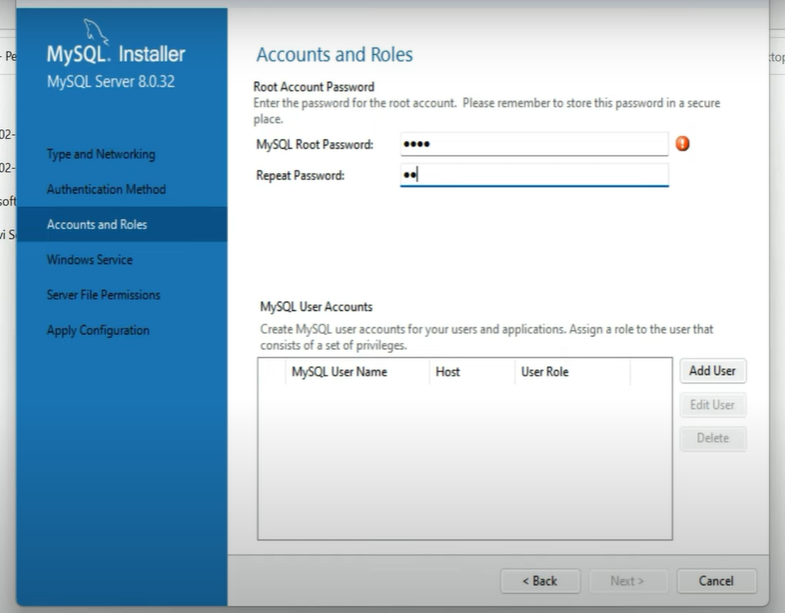 MySQL. Installer
MySQL Server 8.0.32
Type and Networking
Authentication Method
Accounts and Roles
Windows Service
Server File Permissions
Apply Configuration
Accounts and Roles
Root Account Password
Enter the password for the root account. Please remember to store this password in a secure
place.
MySQL Root Password: ••••
Repeat Password: ••
MySQL User Accounts
Create MySQL user accounts for your users and applications. Assign a role to the user that
consists of a set of privileges.
MySQL User Name Host User Role
Add User
Edit User
Delete
< Back Next > Cancel